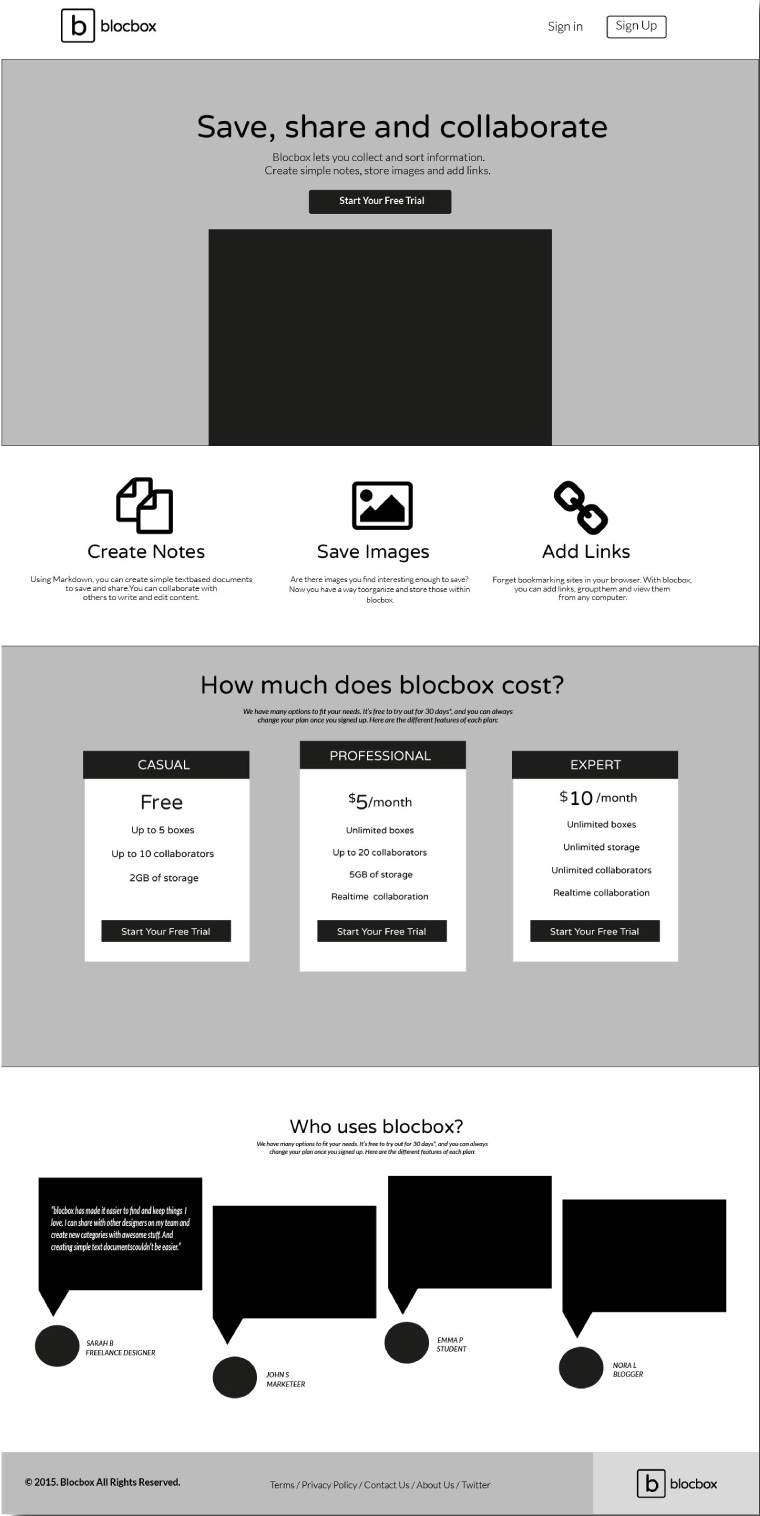 b blocbox
Sign in
Sign Up
Save, share and collaborate
Blocbox lets you collect and sort information.
Create simple notes, store images and add links.
Start Your Free Trial
Create Notes
Using Markdown, you can create simple textbased documents
to save and share.You can collaborate with
others to write and edit content.
Save Images
Are there images you find interesting enough to save?
Now you have a way toorganize and store those within
blocbox.
Add Links
Forget bookmarking sites in your browser. With blocbox,
you can add links, groupthem and view them
from any computer.
How much does blocbox cost?
We have many options to fit your needs. It's free to try out for 30 days*, and you can always
change your plan once you signed up. Here are the different features of each plan:
CASUAL
Free
Up to 5 boxes
Up to 10 collaborators
2GB of storage
Start Your Free Trial
PROFESSIONAL
$5/month
Unlimited boxes
Up to 20 collaborators
5GB of storage
Realtime collaboration
Start Your Free Trial
EXPERT
$10 /month
Unlimited boxes
Unlimited storage
Unlimited collaborators
Realtime collaboration
Start Your Free Trial
Who uses blocbox?
We have many options to fit your needs. It's free to try out for 30 days*, and you can always
change your plan once you signed up. Here are the different features of each plan:
"blocbox has made it easier to find and keep things I
love. I can share with other designers on my team and
create new categories with awesome stuff. And
creating simple text documentscouldn't be easier."
SARAH B
FREELANCE DESIGNER
JOHN S
MARKETEER
EMMA P
STUDENT
NORA L
BLOGGER
© 2015. Blocbox All Rights Reserved.
Terms / Privacy Policy / Contact Us / About Us / Twitter
b blocbox